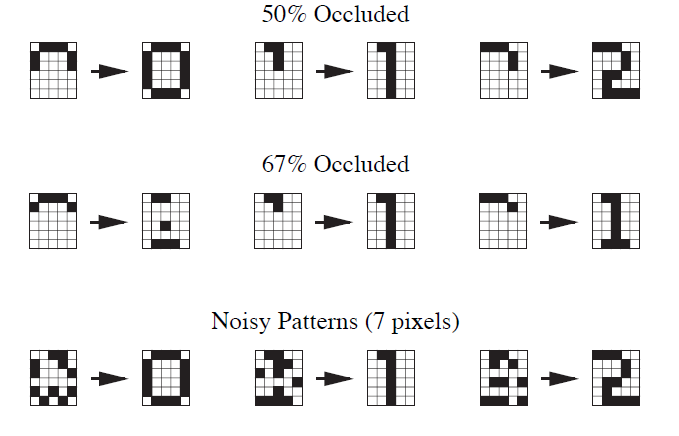 50% Occluded
67% Occluded
Noisy Patterns (7 pixels)